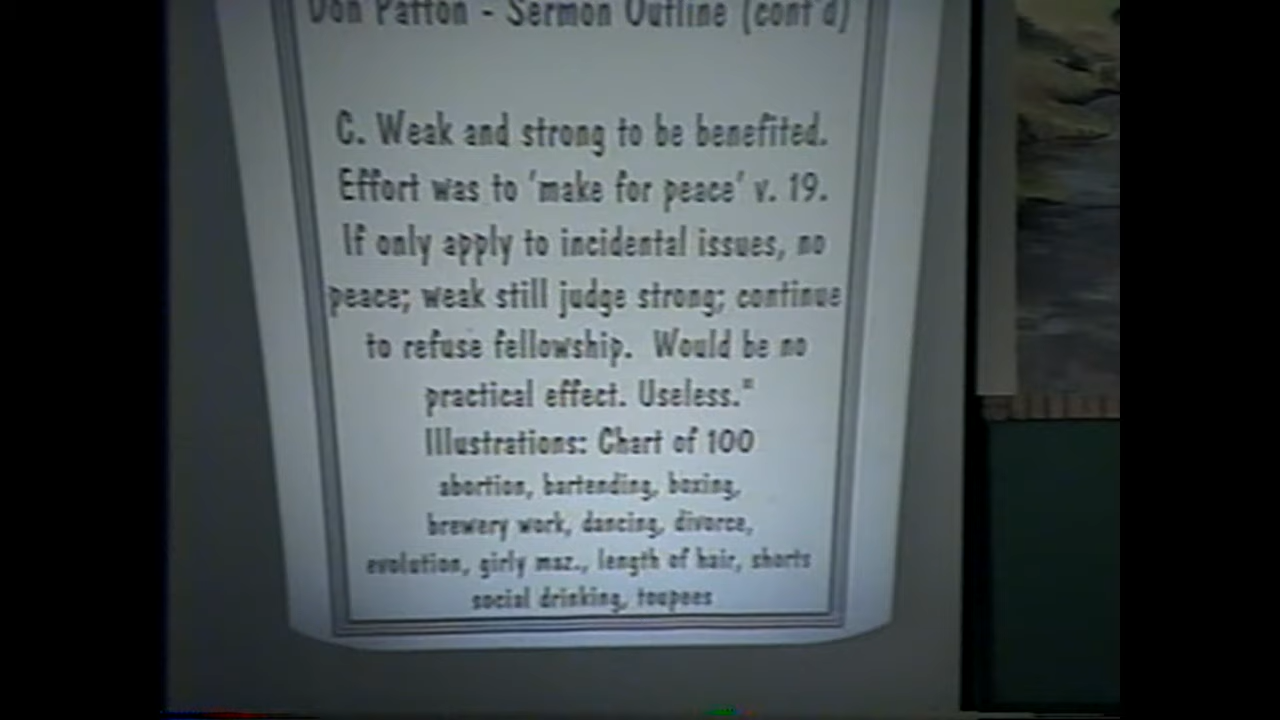 Don Patton - Sermon Outline (cont'd)
C. Weak and strong to be benefited.
Effort was to 'make for peace' v. 19.
If only apply to incidental issues, no
peace; weak still judge strong; continue
to refuse fellowship. Would be no
practical effect. Useless."
Illustrations: Chart of 100
abortion, bartending, boxing,
brewery work, dancing, divorce,
evolution, girly maz., length of hair, shorts
social drinking, toupees